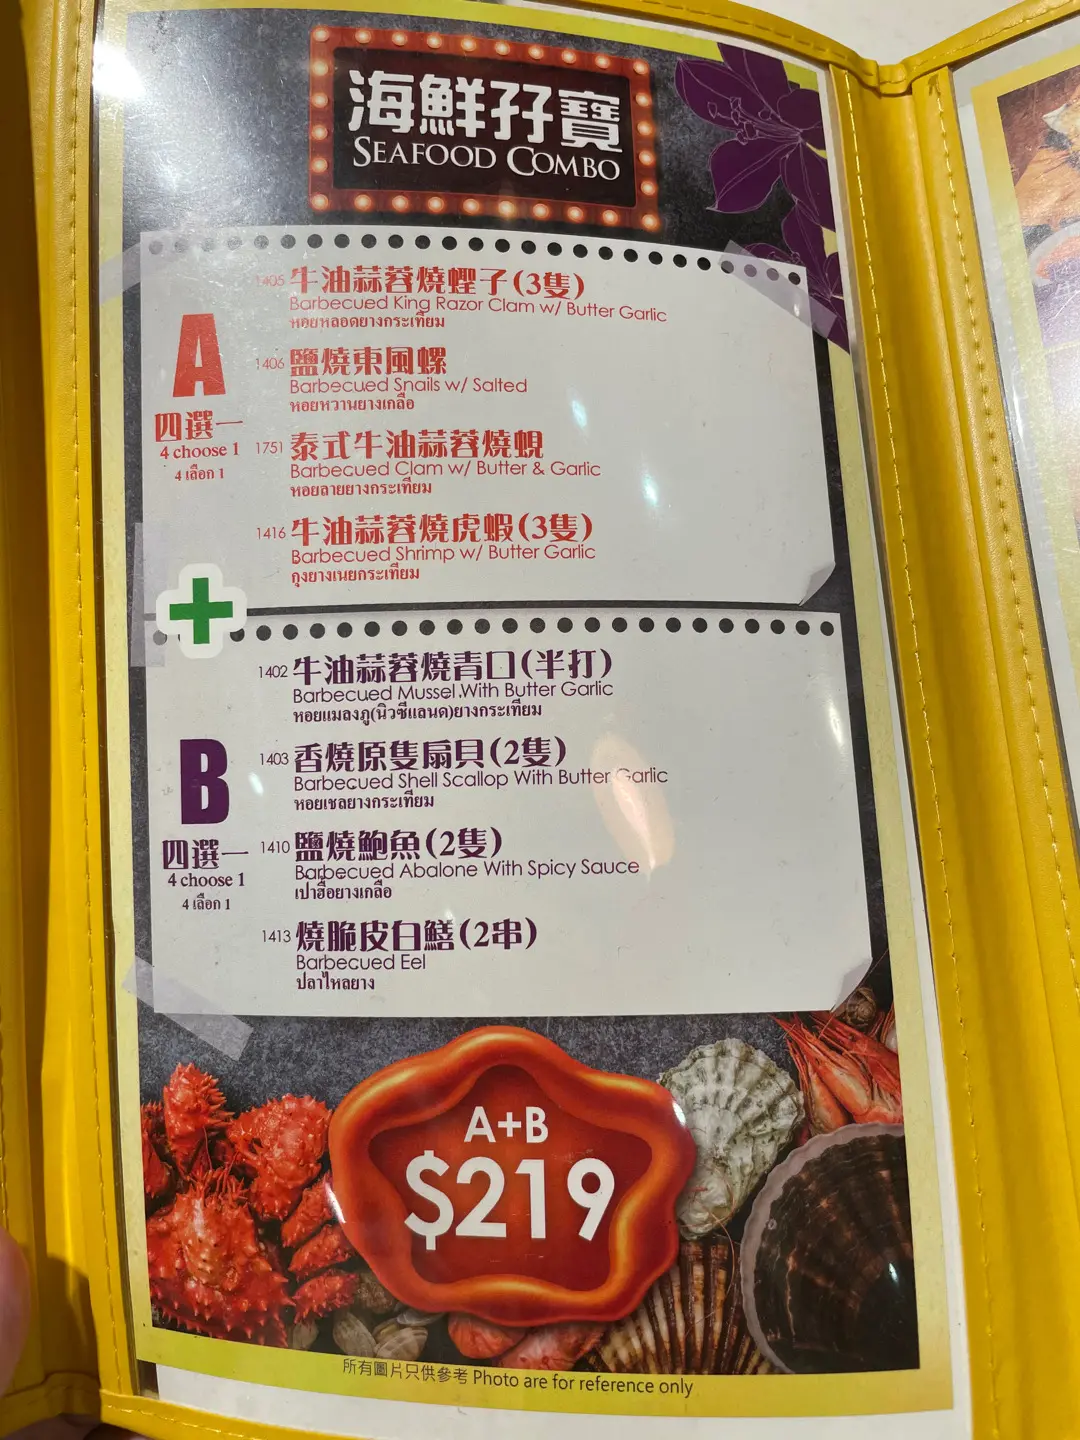 海鮮孖寶
SEAFOOD COMBO
A
四選一
4 choose 1
4 เลือก 1
1405 牛油蒜蓉燒蟶子(3隻)
Barbecued King Razor Clam w/ Butter Garlic
หอยหลอดยางกระเทียม
1406 鹽燒東風螺
Barbecued Snails w/ Salted
หอยหวานยางเกลือ
1751 泰式牛油蒜蓉燒蜆
Barbecued Clam w/ Butter & Garlic
หอยลายยางกระเทียม
1416 牛油蒜蓉燒虎蝦(3隻)
Barbecued Shrimp w/ Butter Garlic
กุงยางเนยกระเทียม
+
B
四選一
4 choose 1
4 เลือก 1
1402 牛油蒜蓉燒青口(半打)
Barbecued Mussel With Butter Garlic
หอยแมลงภู(นิวซีแลนด)ยางกระเทียม
1403 香燒原隻扇貝(2隻)
Barbecued Shell Scallop With Butter Garlic
หอยเชลยางกระเทียม
1410 鹽燒鮑魚(2隻)
Barbecued Abalone With Spicy Sauce
เปาฮื้อยางเกลือ
1413 燒脆皮白鱔(2串)
Barbecued Eel
ปลาไหลยาง
A+B
$219
所有圖片只供參考 Photo are for reference only